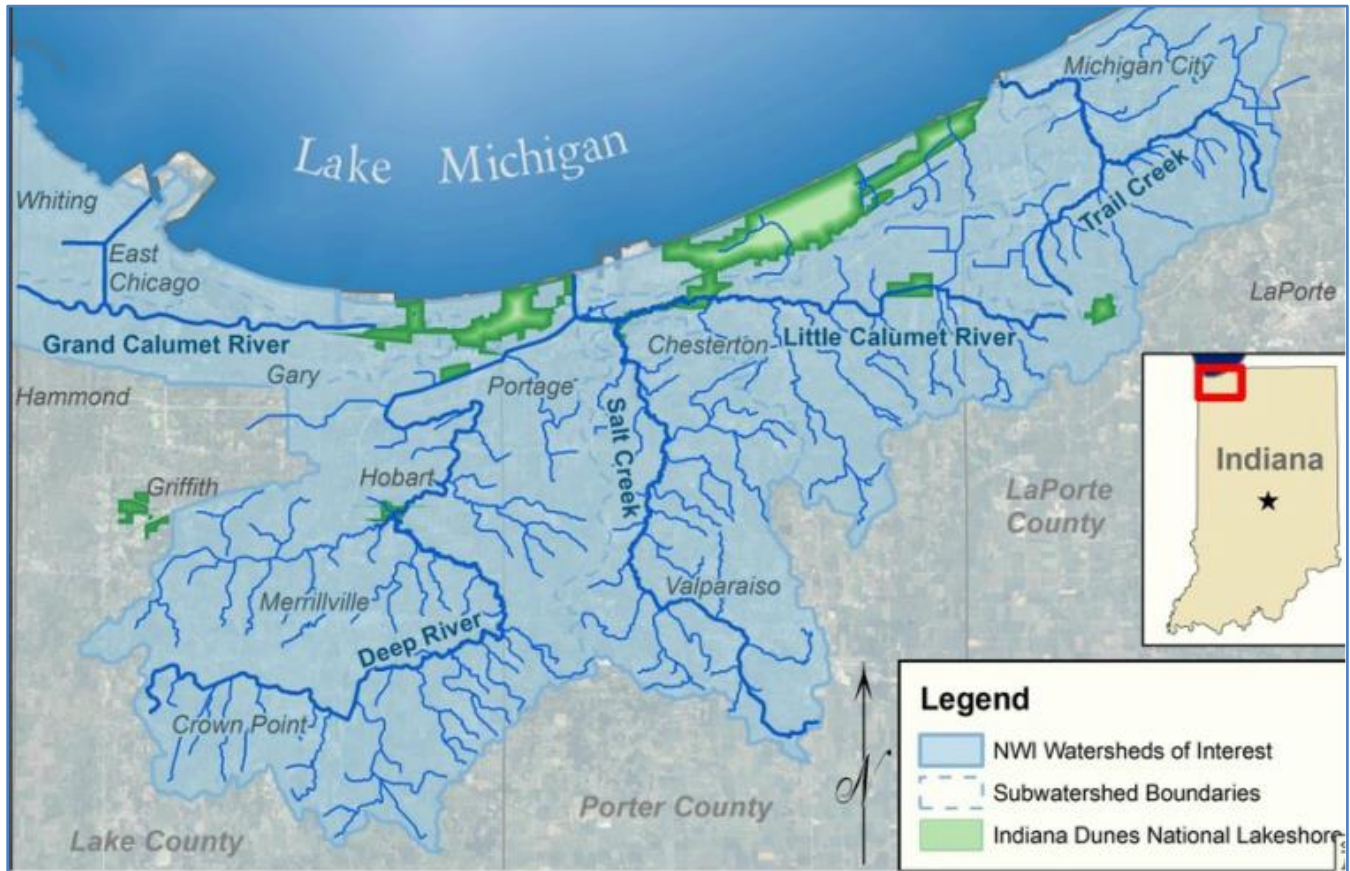 Michigan City
Lake Michigan
Whiting
East
Chicago
Trail Creek
LaPorte
Grand Calumet River
Chesterton
Little Calumet River
Gary
Portage
Hammond
Salt Creek
Indiana
Hobart
Griffith
LaPorte
County
Valparaiso
Merrillville
Deep River
Crown Point
N
Porter County
Lake County
Legend
NWI Watersheds of Interest
Subwatershed Boundaries
Indiana Dunes National Lakeshore